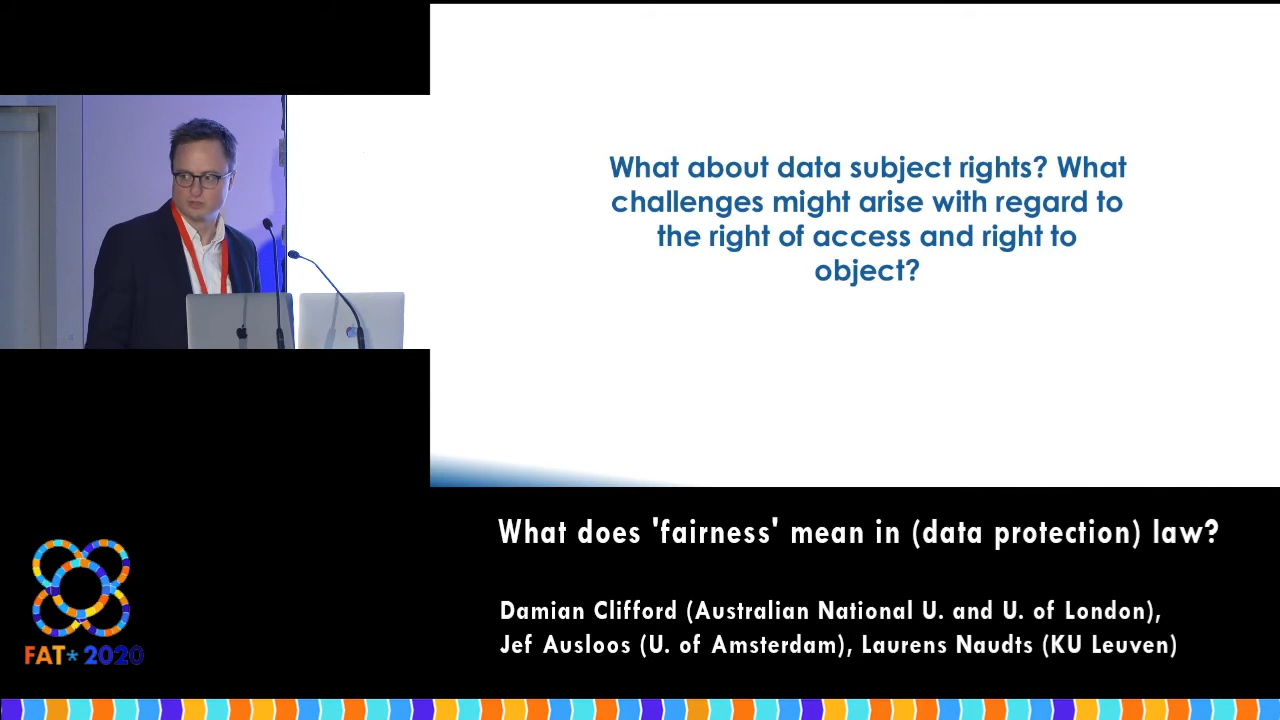 What about data subject rights? What
challenges might arise with regard to
the right of access and right to
object?
What does 'fairness' mean in (data protection) law?
Damian Clifford (Australian National U. and U. of London),
Jef Ausloos (U. of Amsterdam), Laurens Naudts (KU Leuven)
FAT* 2020